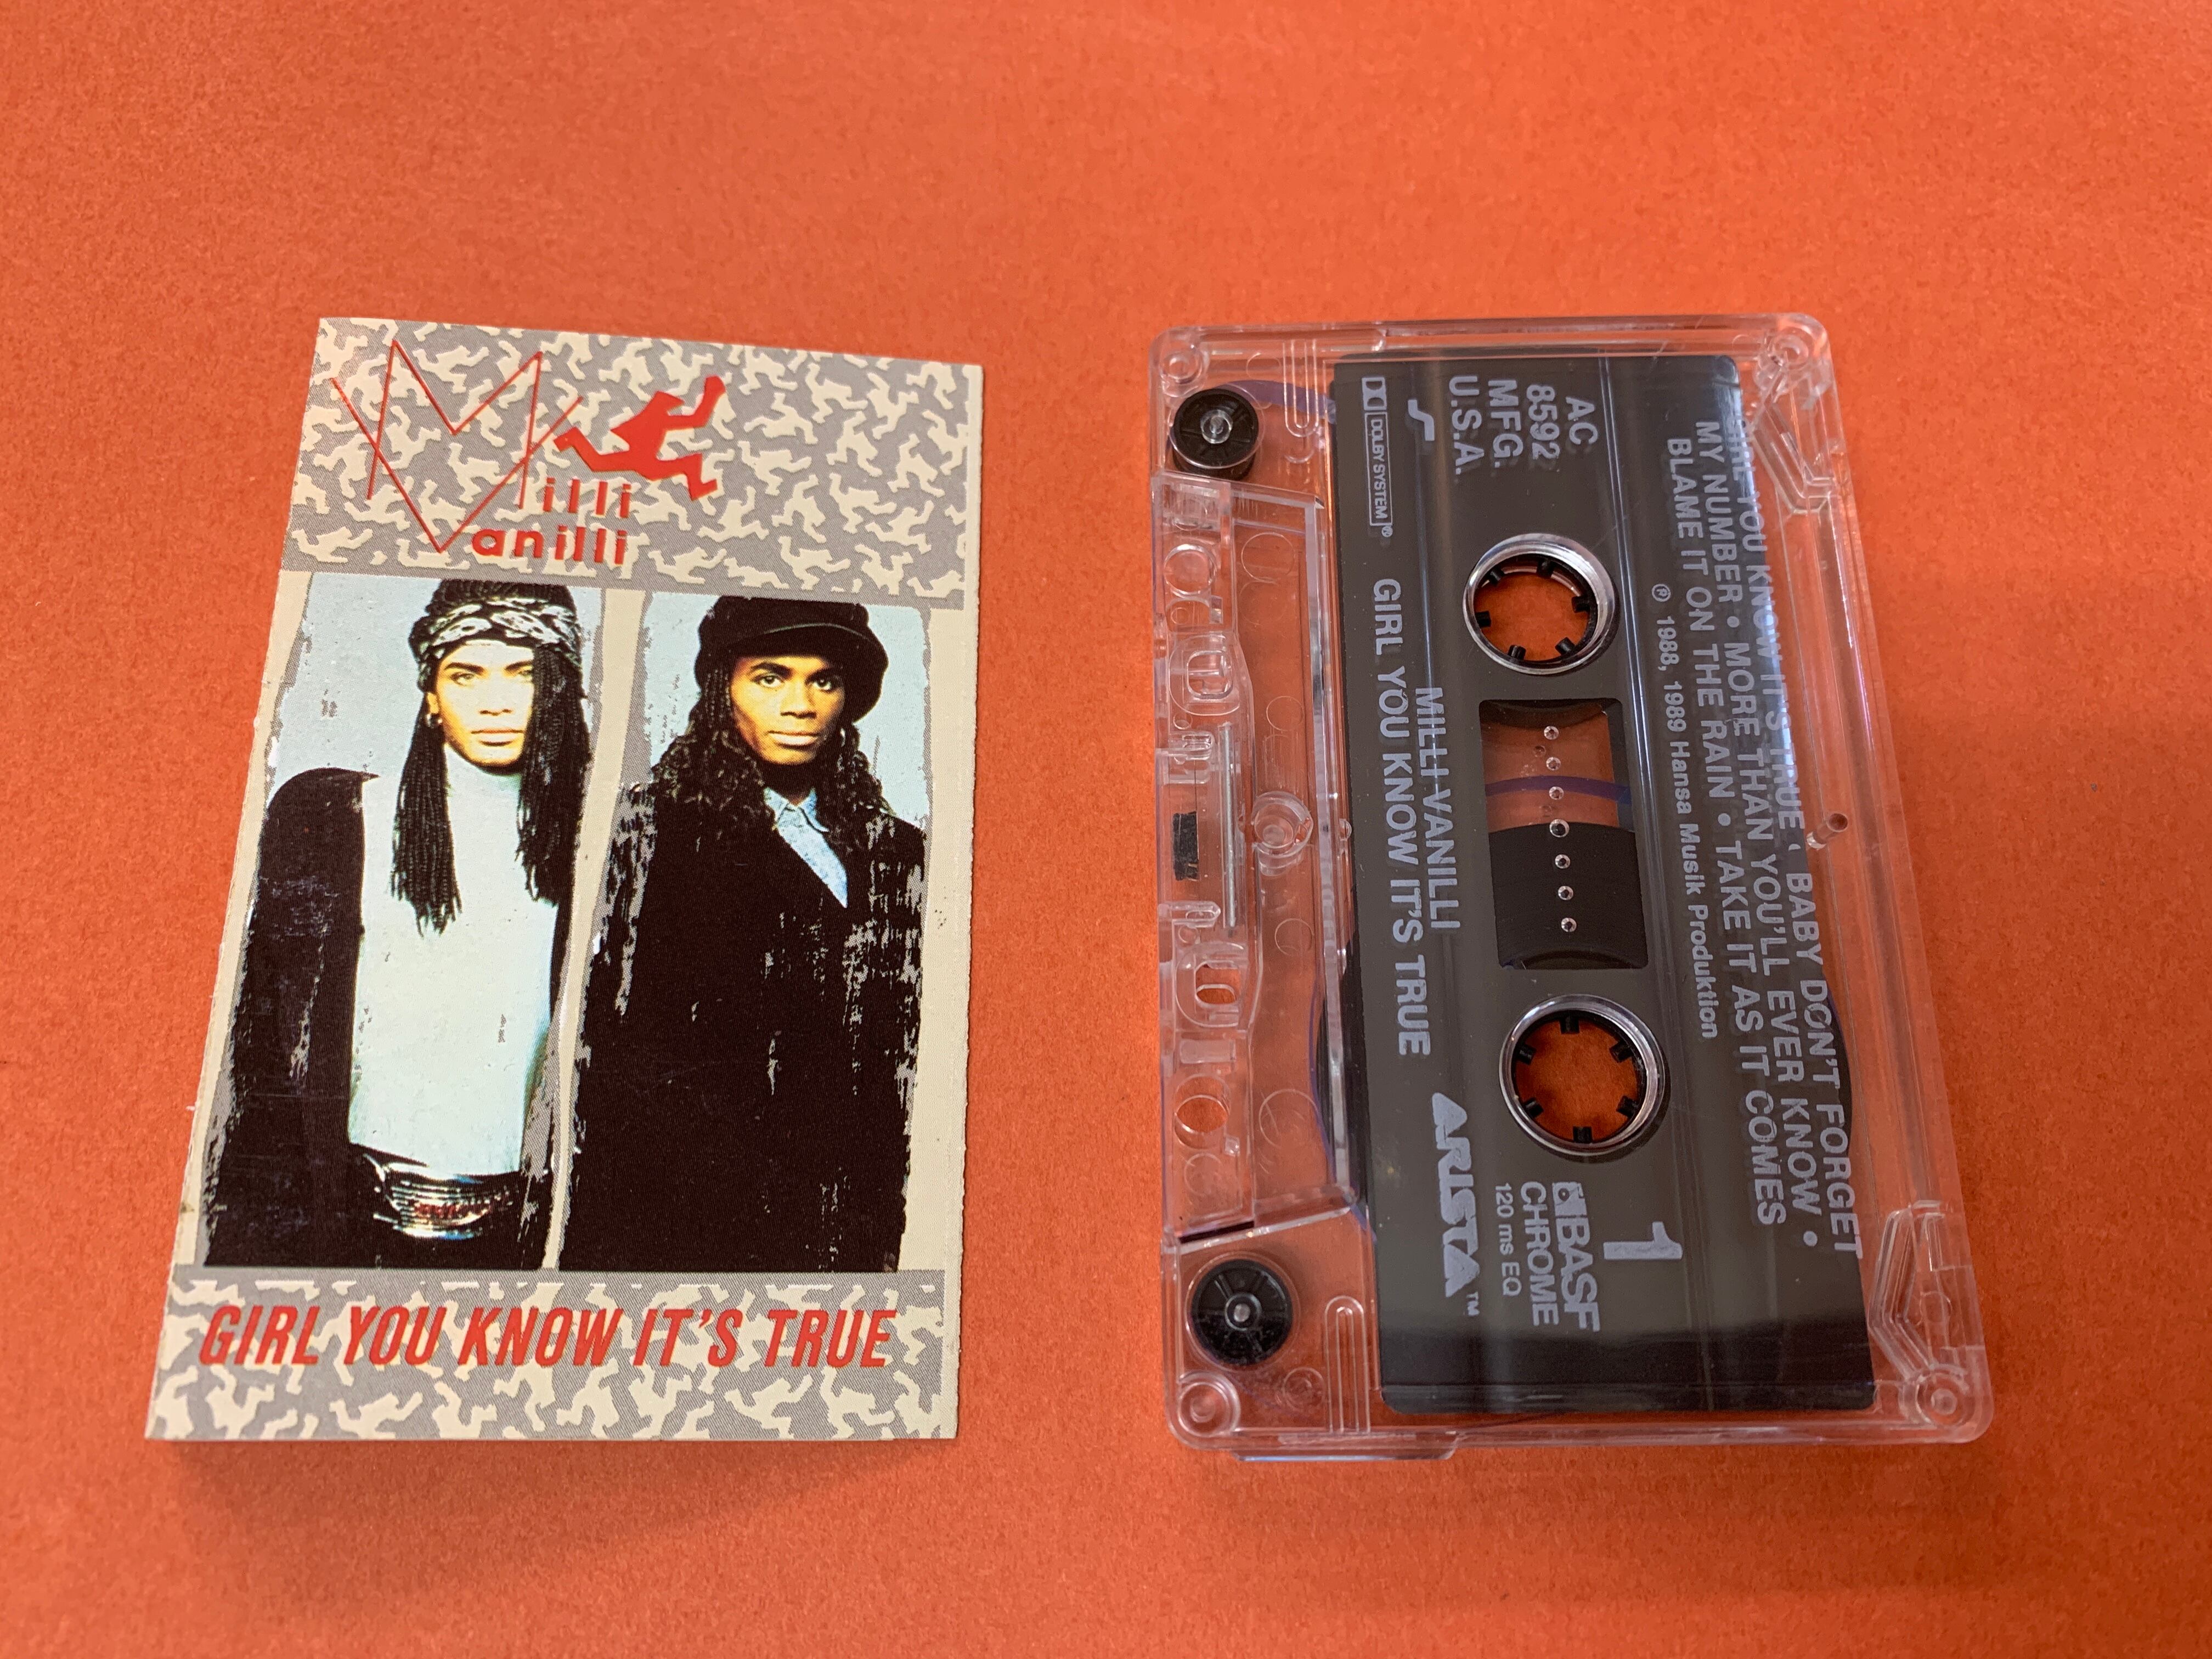 Milli
Vanilli
GIRL YOU KNOW IT'S TRUE
GIRL YOU KNOW IT'S TRUE • BABY DON'T FORGET
MY NUMBER • MORE THAN YOU'LL EVER KNOW •
BLAME IT ON THE RAIN • TAKE IT AS IT COMES
℗ 1988, 1989 Hansa Musik Produktion
AC
8592
MFG.
U.S.A.
1
BASF
CHROME
120 ms EQ
MILLI VANILLI
GIRL YOU KNOW IT'S TRUE
DOLBY SYSTEM®
ARISTA™